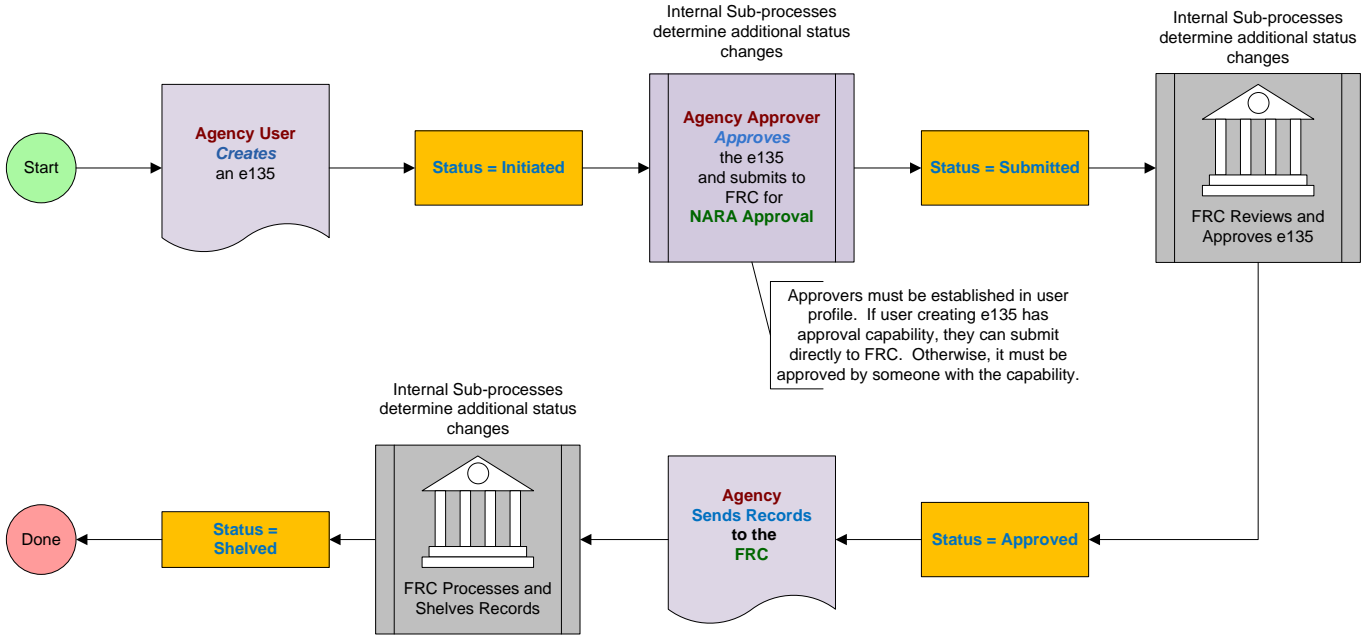 Start
Agency User
Creates
an e135
Status = Initiated
Internal Sub-processes
determine additional status
changes
Agency Approver
Approves
the e135
and submits to
FRC for
NARA Approval
Status = Submitted
Internal Sub-processes
determine additional status
changes
FRC Reviews and
Approves e135
Approvers must be established in user
profile.  If user creating e135 has
approval capability, they can submit
directly to FRC.  Otherwise, it must be
approved by someone with the capability.
Status = Approved
Agency
Sends Records
to the
FRC
Internal Sub-processes
determine additional status
changes
FRC Processes and
Shelves Records
Status =
Shelved
Done